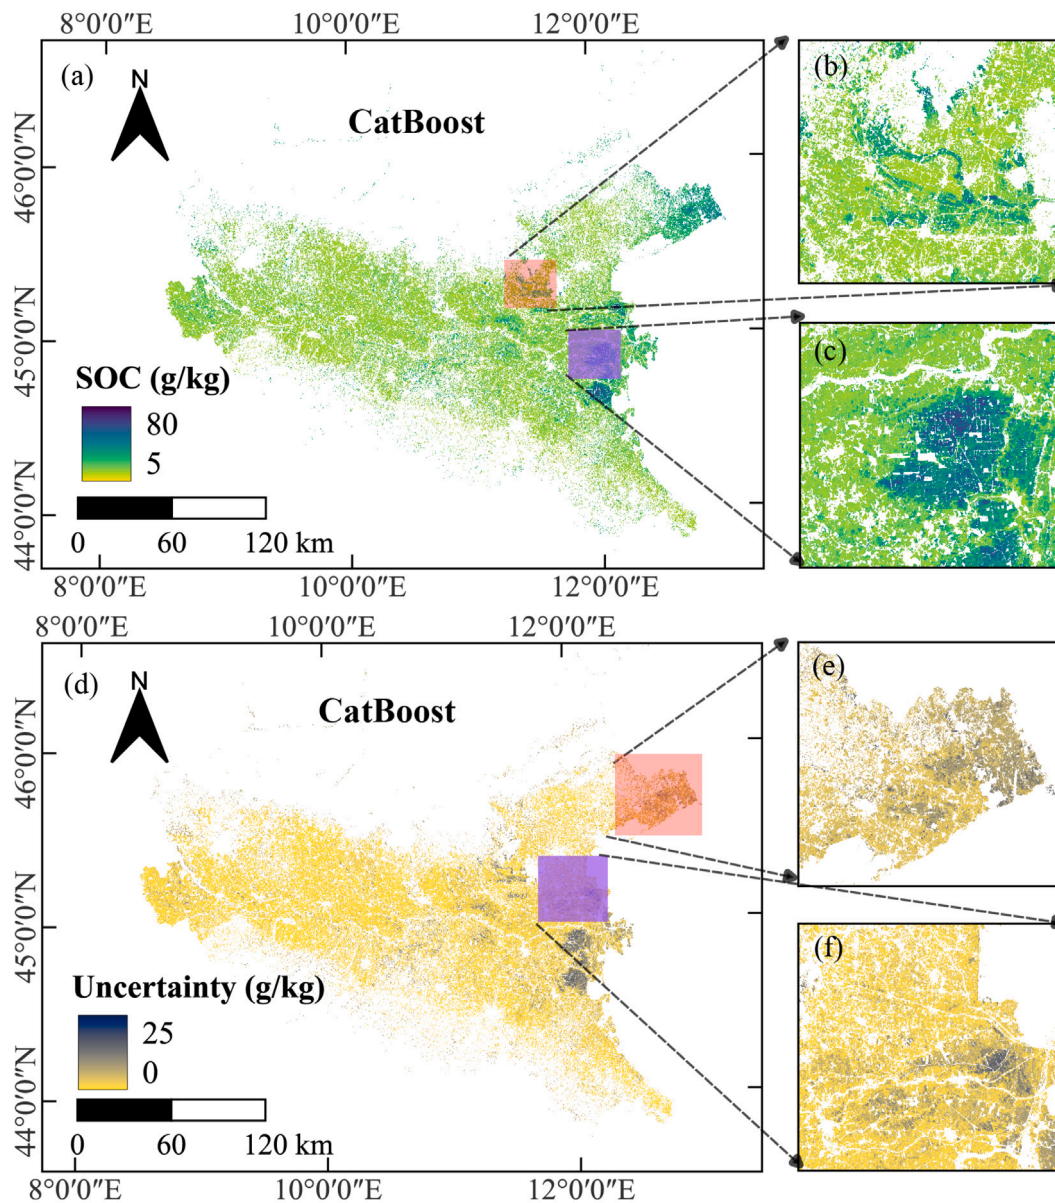 8°0′0″E 10°0′0″E 12°0′0″E
(a)
N
CatBoost
(b)
46°0′0″N
45°0′0″N
44°0′0″N
SOC (g/kg)
80
5
0 60 120 km
(c)
8°0′0″E 10°0′0″E 12°0′0″E
8°0′0″E 10°0′0″E 12°0′0″E
(d)
N
CatBoost
(e)
46°0′0″N
45°0′0″N
44°0′0″N
Uncertainty (g/kg)
25
0
0 60 120 km
(f)
8°0′0″E 10°0′0″E 12°0′0″E